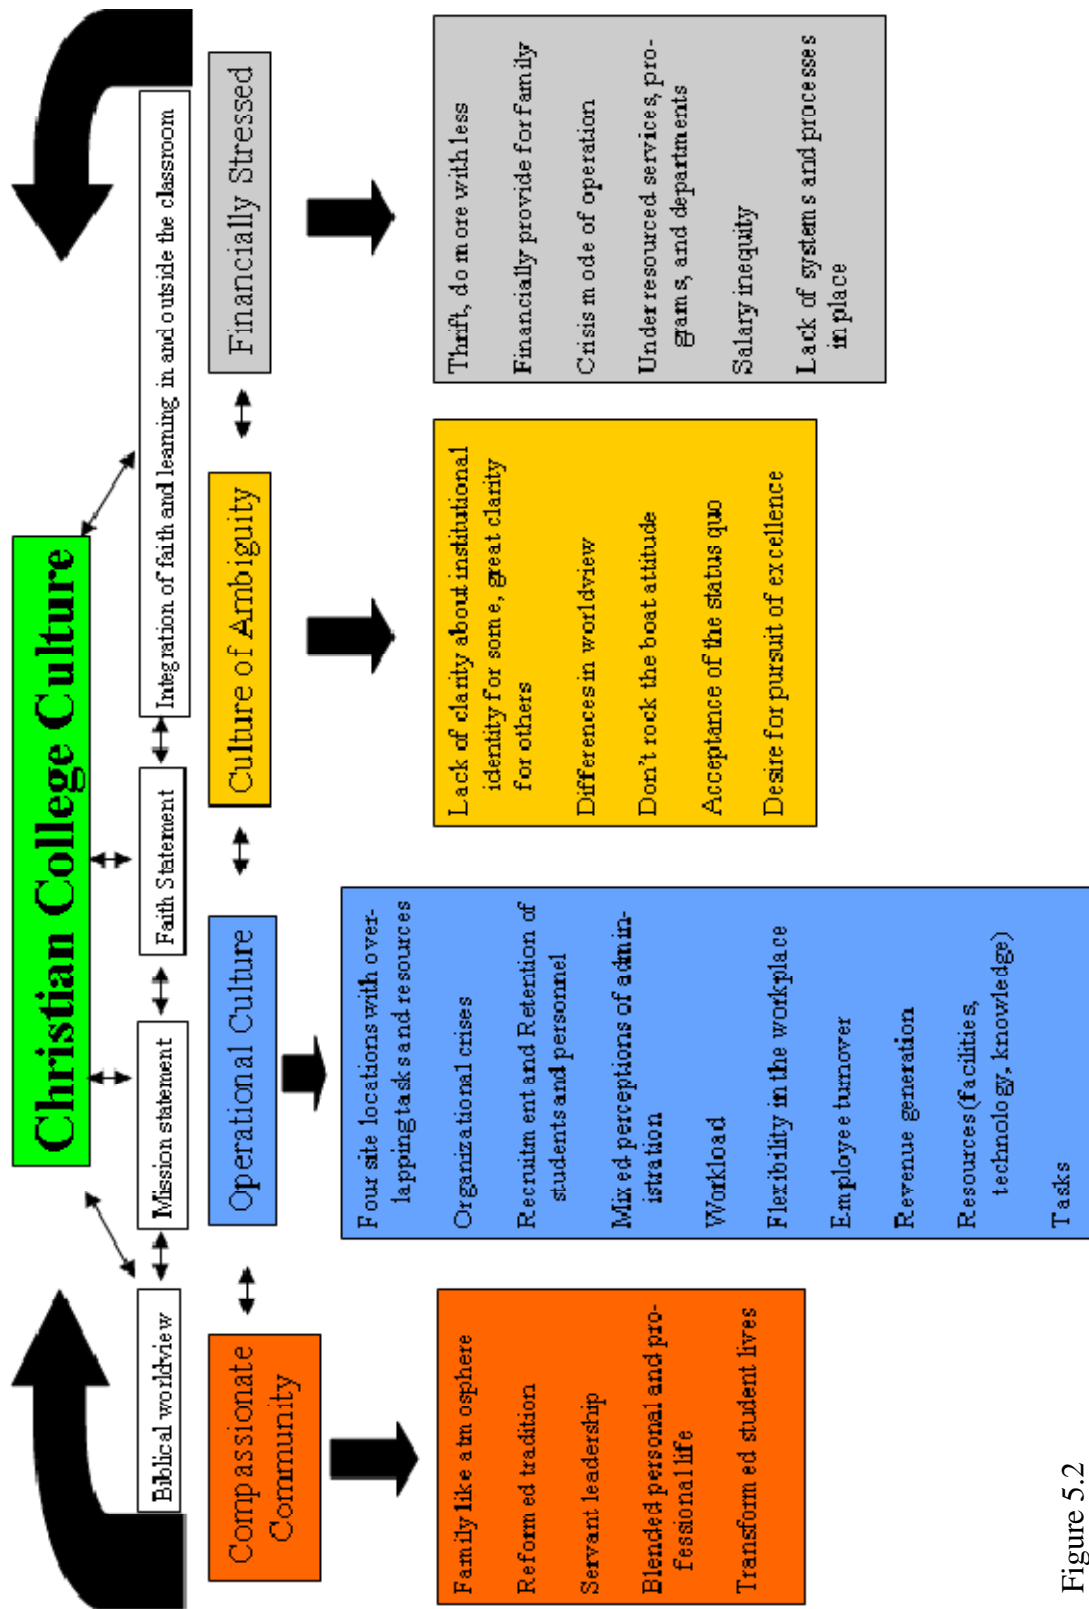 Christian College Culture
Biblical worldview
Mission statement
Faith Statement
Integration of faith and learning in and outside the classroom
Compassionate
Community
Operational Culture
Culture of Ambiguity
Financially Stressed
Family like atmosphere
Reformed tradition
Servant leadership
Blended personal and pro-
fessional life
Transformed student lives
Four site locations with over-
lapping tasks and resources
Organizational crises
Recruitment and Retention of
students and personnel
Mixed perceptions of admin-
istration
Workload
Flexibility in the workplace
Employee turnover
Revenue generation
Resources (facilities,
technology, knowledge)
Tasks
Lack of clarity about institutional
identity for some, great clarity
for others
Differences in worldview
Don't rock the boat attitude
Acceptance of the status quo
Desire for pursuit of excellence
Thrift, do more with less
Financially provide for family
Crisis mode of operation
Under resourced services, pro-
grams, and departments
Salary inequity
Lack of systems and processes
in place
Figure 5.2